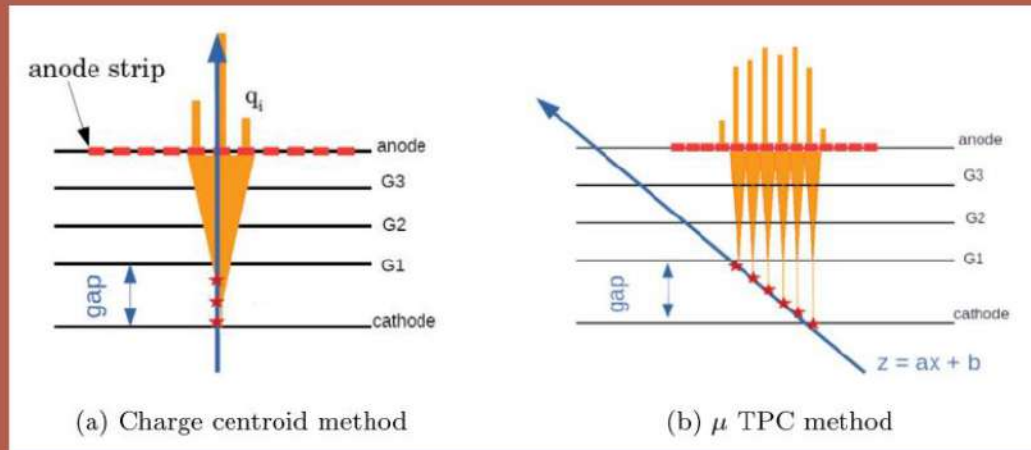 anode strip
q_i
anode
G3
G2
G1
gap
cathode
(a) Charge centroid method
anode
G3
G2
G1
gap
cathode
z = ax + b
(b) μ TPC method